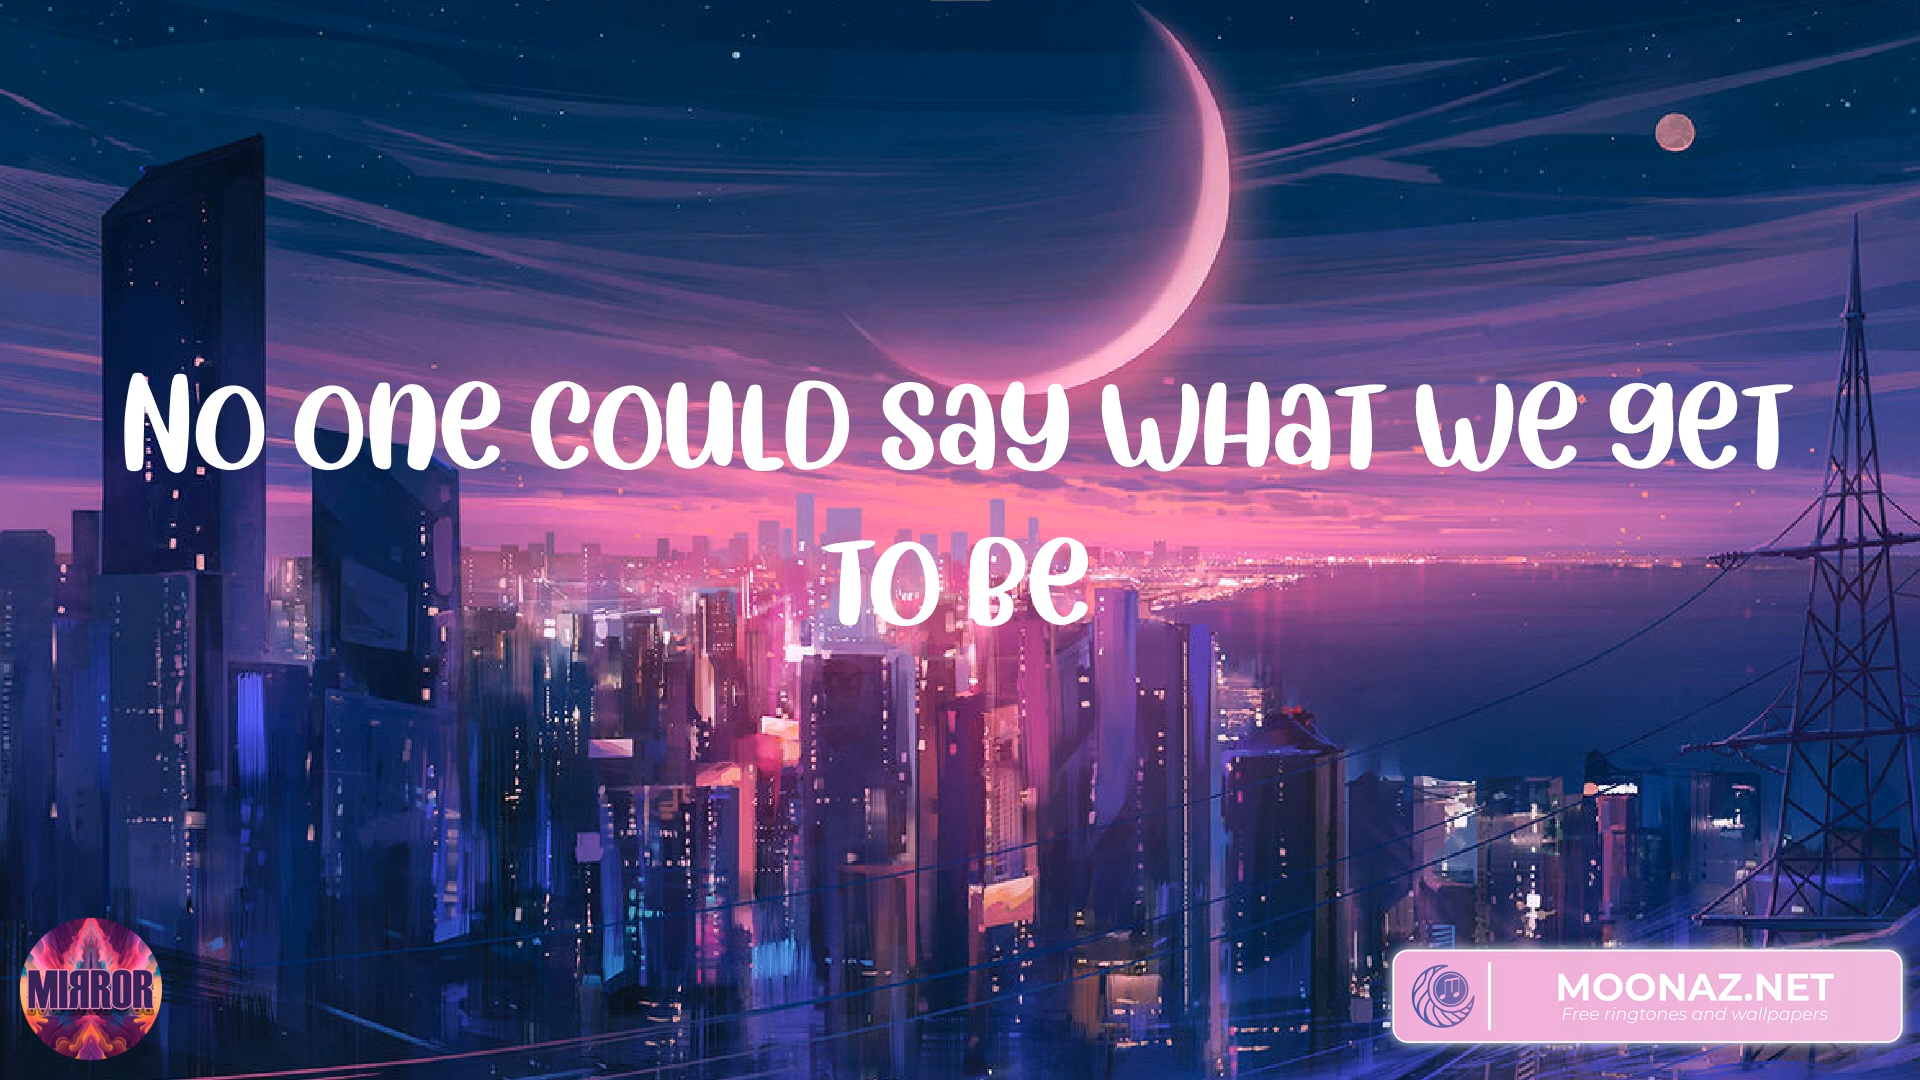 No one could say what we get
to be
MIRROR
MOONAZ.NET
Free ringtones and wallpapers